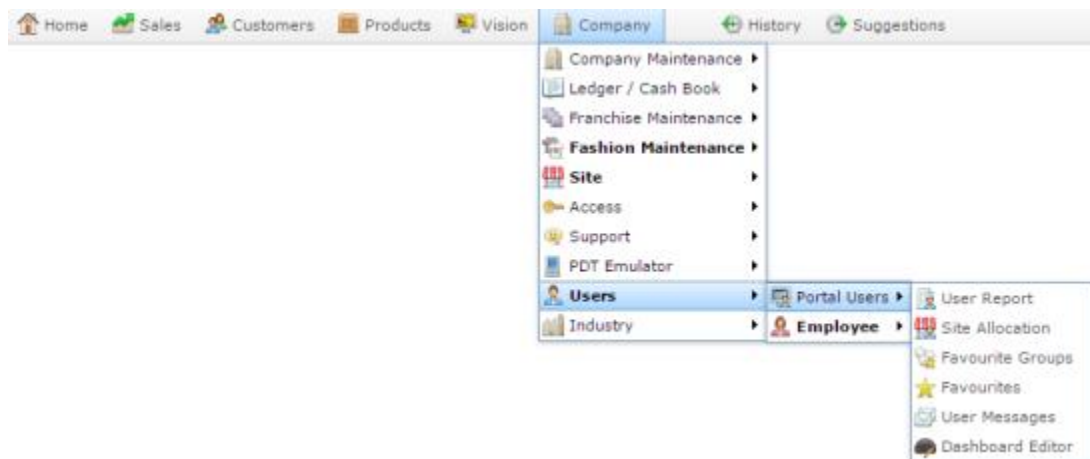 Home Sales Customers Products Vision Company History Suggestions
Company Maintenance
Ledger / Cash Book
Franchise Maintenance
Fashion Maintenance
Site
Access
Support
PDT Emulator
Users Portal Users User Report
Industry Employee Site Allocation
Favourite Groups
Favourites
User Messages
Dashboard Editor